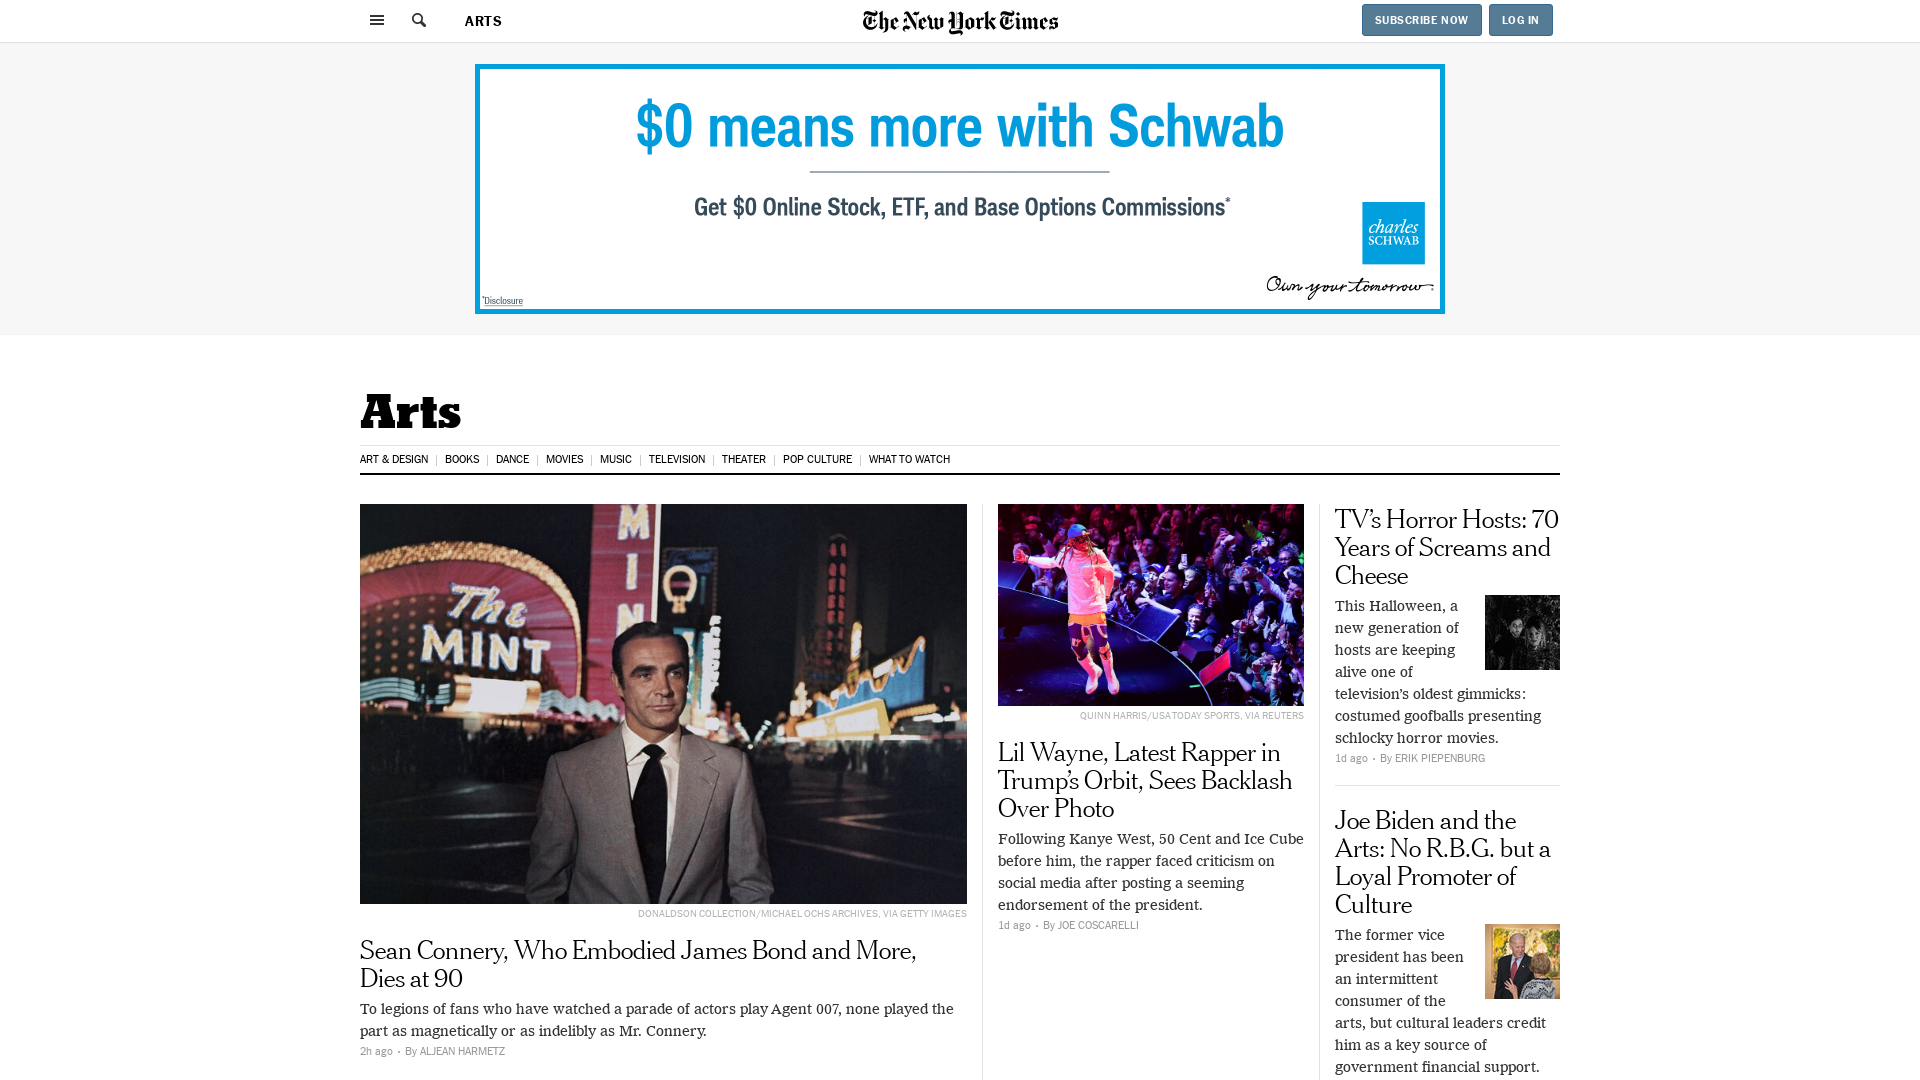 ARTS
The New York Times
SUBSCRIBE NOW
LOG IN
$0 means more with Schwab
Get $0 Online Stock, ETF, and Base Options Commissions*
charles
SCHWAB
Own your tomorrow
*Disclosure
Arts
ART & DESIGN
BOOKS
DANCE
MOVIES
MUSIC
TELEVISION
THEATER
POP CULTURE
WHAT TO WATCH
The
MINT
MIN
DONALDSON COLLECTION/MICHAEL OCHS ARCHIVES, VIA GETTY IMAGES
Sean Connery, Who Embodied James Bond and More,
Dies at 90
To legions of fans who have watched a parade of actors play Agent 007, none played the
part as magnetically or as indelibly as Mr. Connery.
2h ago · By ALJEAN HARMETZ
QUINN HARRIS/USA TODAY SPORTS, VIA REUTERS
Lil Wayne, Latest Rapper in
Trump's Orbit, Sees Backlash
Over Photo
Following Kanye West, 50 Cent and Ice Cube
before him, the rapper faced criticism on
social media after posting a seeming
endorsement of the president.
1d ago · By JOE COSCARELLI
TV's Horror Hosts: 70
Years of Screams and
Cheese
This Halloween, a
new generation of
hosts are keeping
alive one of
television's oldest gimmicks:
costumed goofballs presenting
schlocky horror movies.
1d ago · By ERIK PIEPENBURG
Joe Biden and the
Arts: No R.B.G. but a
Loyal Promoter of
Culture
The former vice
president has been
an intermittent
consumer of the
arts, but cultural leaders credit
him as a key source of
government financial support.